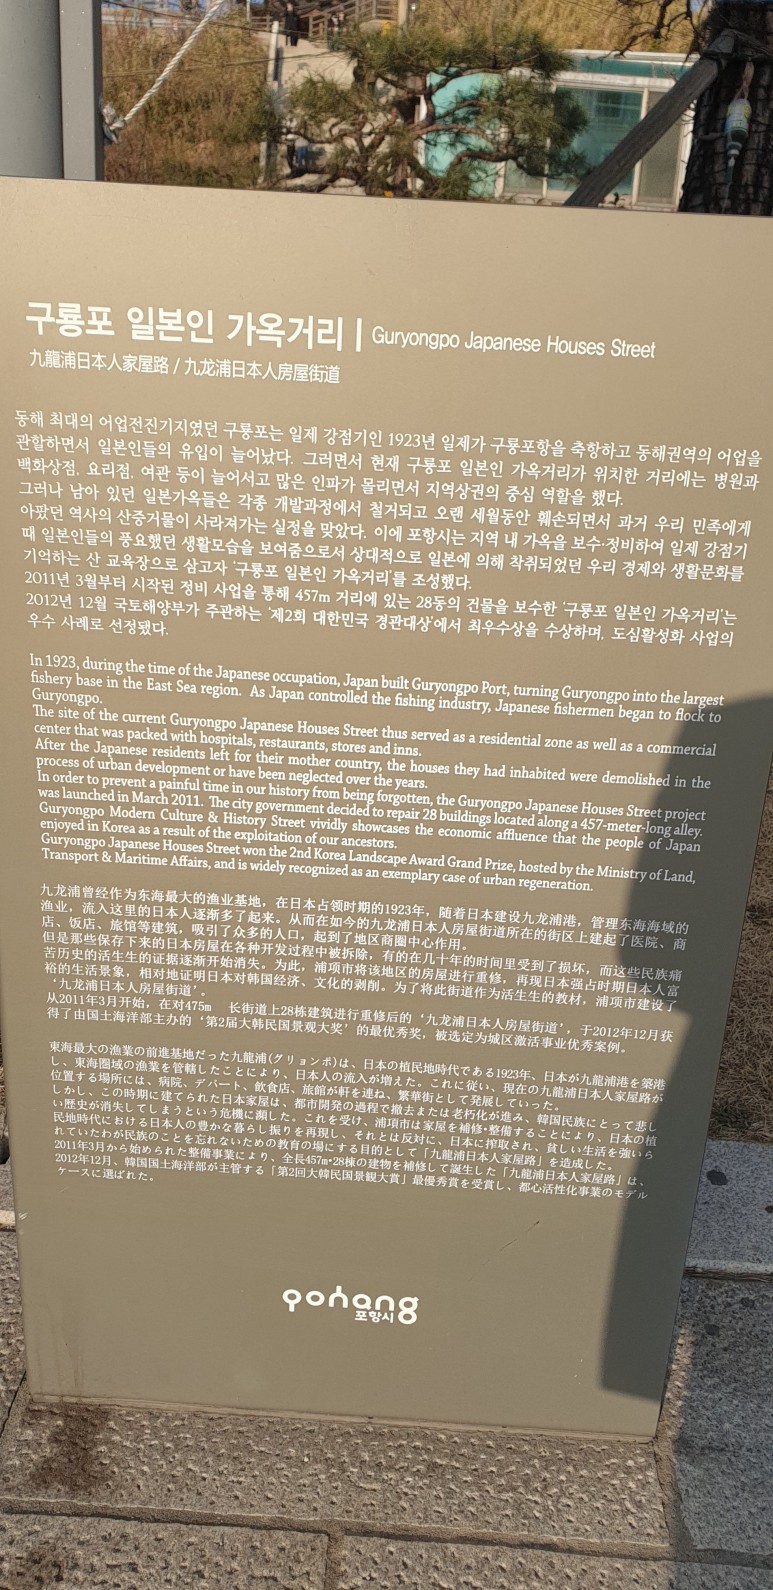 구룡포 일본인 가옥거리 | Guryongpo Japanese Houses Street
九龍浦日本人家屋路 / 九龙浦日本人房屋街道
동해 최대의 어업전진기지였던 구룡포는 일제 강점기인 1923년 일제가 구룡포항을 축항하고 동해권역의 어업을
관할하면서 일본인들의 유입이 늘어났다. 그러면서 현재 구룡포 일본인 가옥거리가 위치한 거리에는 병원과
백화상점, 요리점, 여관 등이 늘어서고 많은 인파가 몰리면서 지역상권의 중심 역할을 했다.
그러나 남아 있던 일본가옥들은 각종 개발과정에서 철거되고 오랜 세월동안 훼손되면서 과거 우리 민족에게
아팠던 역사의 산증거물이 사라져가는 실정을 맞았다. 이에 포항시는 지역 내 가옥을 보수·정비하여 일제 강점기
때 일본인들의 풍요했던 생활모습을 보여줌으로서 상대적으로 일본에 의해 착취되었던 우리 경제와 생활문화를
기억하는 산 교육장으로 삼고자 '구룡포 일본인 가옥거리'를 조성했다.
2011년 3월부터 시작된 정비 사업을 통해 457m 거리에 있는 28동의 건물을 보수한 '구룡포 일본인 가옥거리'는
2012년 12월 국토해양부가 주관하는 '제2회 대한민국 경관대상'에서 최우수상을 수상하며, 도심활성화 사업의
우수 사례로 선정됐다.
In 1923, during the time of the Japanese occupation, Japan built Guryongpo Port, turning Guryongpo into the largest
fishery base in the East Sea region. As Japan controlled the fishing industry, Japanese fishermen began to flock to
Guryongpo.
The site of the current Guryongpo Japanese Houses Street thus served as a residential zone as well as a commercial
center that was packed with hospitals, restaurants, stores and inns.
After the Japanese residents left for their mother country, the houses they had inhabited were demolished in the
process of urban development or have been neglected over the years.
In order to prevent a painful time in our history from being forgotten, the Guryongpo Japanese Houses Street project
was launched in March 2011. The city government decided to repair 28 buildings located along a 457-meter-long alley.
Guryongpo Modern Culture & History Street vividly showcases the economic affluence that the people of Japan
enjoyed in Korea as a result of the exploitation of our ancestors.
Guryongpo Japanese Houses Street won the 2nd Korea Landscape Award Grand Prize, hosted by the Ministry of Land,
Transport & Maritime Affairs, and is widely recognized as an exemplary case of urban regeneration.
九龙浦曾经作为东海最大的渔业基地，在日本占领时期的1923年，随着日本建设九龙浦港，管理东海海域的
渔业，流入这里的日本人逐渐多了起来。从而在如今的九龙浦日本人房屋街道所在的街区上建起了医院、商
店、饭店、旅馆等建筑，吸引了众多的人口，起到了地区商圈中心作用。
但是那些保存下来的日本房屋在各种开发过程中被拆除，有的在几十年的时间里受到了损坏，而这些民族痛
苦历史的活生生的证据逐渐开始消失。为此，浦项市将该地区的房屋进行重修，再现日本强占时期日本人富
裕的生活景象，相对地证明日本对韩国经济、文化的剥削。为了将此街道作为活生生的教材，浦项市建设了
‘九龙浦日本人房屋街道’。
从2011年3月开始，在对475m 长街道上28栋建筑进行重修后的‘九龙浦日本人房屋街道’，于2012年12月获
得了由国土海洋部主办的‘第2届大韩民国景观大奖’的最优秀奖，被选定为城区激活事业优秀案例。
東海最大の漁業の前進基地だった九龍浦(グリョンポ)は、日本の植民地時代である1923年、日本が九龍浦港を築港
し、東海圏域の漁業を管轄したことにより、日本人の流入が増えた。これに従い、現在の九龍浦日本人家屋路が
位置する場所には、病院、デパート、飲食店、旅館が軒を連ね、繁華街として発展していった。
しかし、この時期に建てられた日本家屋は、都市開発の過程で撤去または老朽化が進み、韓国民族にとって悲し
い歴史が消失してしまうという危機に瀕した。これを受け、浦項市は家屋を補修・整備することにより、日本の植
民地時代における日本人の豊かな暮らし振りを再現し、それとは反対に、日本に搾取され、貧しい生活を強いら
れていたわが民族のことを忘れないための教育の場にする目的として「九龍浦日本人家屋路」を造成した。
2011年3月から始められた整備事業により、全長457m・28棟の建物を補修して誕生した「九龍浦日本人家屋路」は、
2012年12月、韓国国土海洋部が主管する「第2回大韓民国景観大賞」最優秀賞を受賞し、都心活性化事業のモデル
ケースに選ばれた。
pohang
포항시